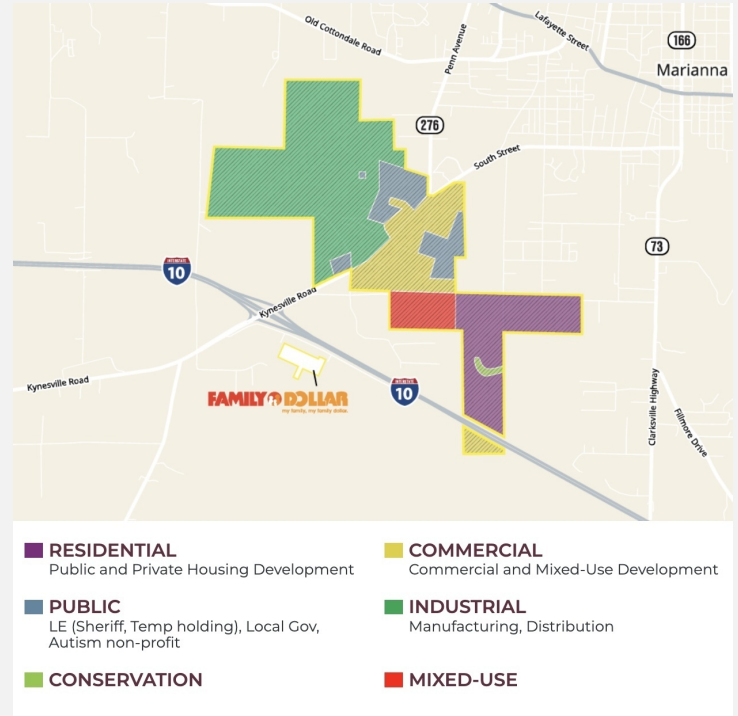 Old Cottondale Road
Penn Avenue
Lafayette Street
166
Marianna
276
South Street
73
INTERSTATE
10
Kynesville Road
Kynesville Road
FAMILY DOLLAR
my family, my family dollar.
INTERSTATE
10
Clarksville Highway
Fillmore Drive
RESIDENTIAL
Public and Private Housing Development
COMMERCIAL
Commercial and Mixed-Use Development
PUBLIC
LE (Sheriff, Temp holding), Local Gov,
Autism non-profit
INDUSTRIAL
Manufacturing, Distribution
CONSERVATION
MIXED-USE